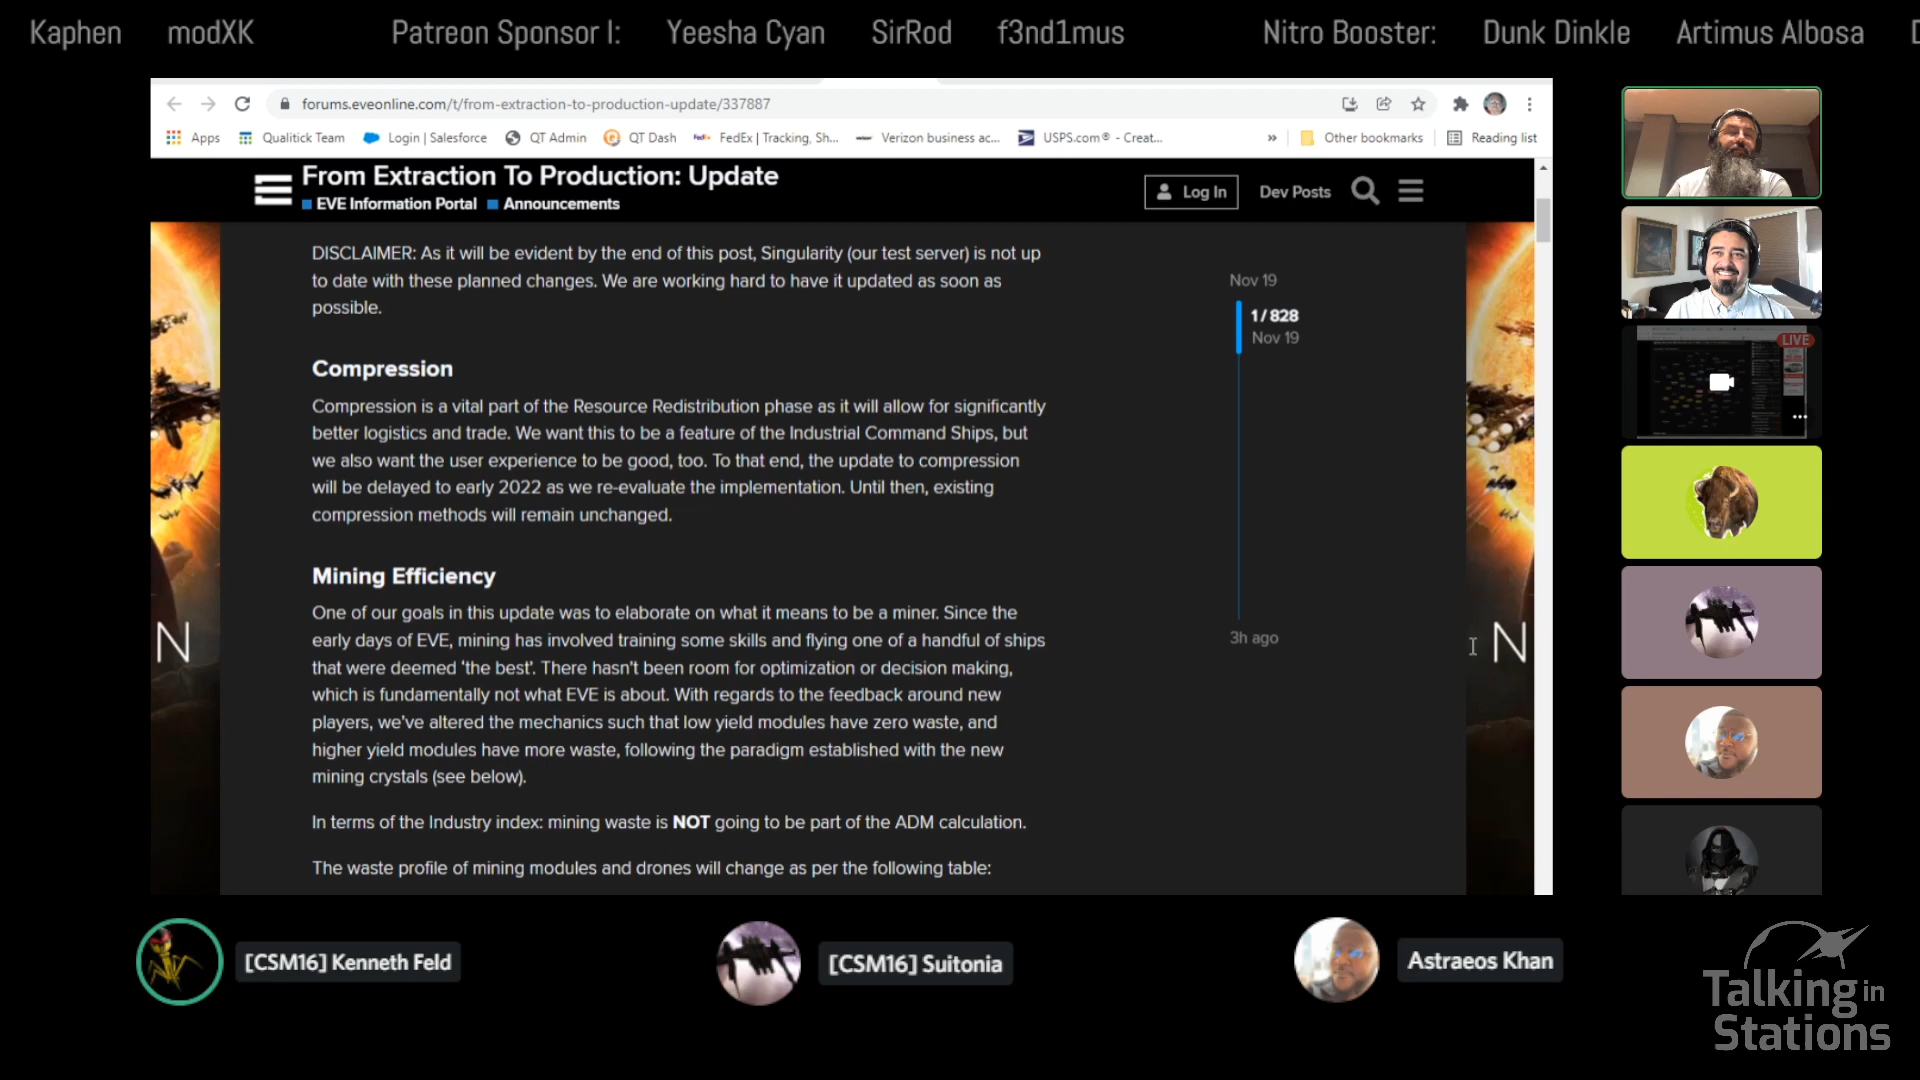 Kaphen modXK Patreon Sponsor I: Yeesha Cyan SirRod f3nd1mus Nitro Booster: Dunk Dinkle Artimus Albosa
forums.eveonline.com/t/from-extraction-to-production-update/337887
Apps Qualitick Team Login | Salesforce QT Admin QT Dash FedEx | Tracking, Sh... Verizon business ac... USPS.com® - Creat... » Other bookmarks Reading list
From Extraction To Production: Update
EVE Information Portal Announcements
Log In Dev Posts
DISCLAIMER: As it will be evident by the end of this post, Singularity (our test server) is not up
to date with these planned changes. We are working hard to have it updated as soon as
possible.
Nov 19
1 / 828
Nov 19
3h ago
Compression
Compression is a vital part of the Resource Redistribution phase as it will allow for significantly
better logistics and trade. We want this to be a feature of the Industrial Command Ships, but
we also want the user experience to be good, too. To that end, the update to compression
will be delayed to early 2022 as we re-evaluate the implementation. Until then, existing
compression methods will remain unchanged.
Mining Efficiency
One of our goals in this update was to elaborate on what it means to be a miner. Since the
early days of EVE, mining has involved training some skills and flying one of a handful of ships
that were deemed 'the best'. There hasn't been room for optimization or decision making,
which is fundamentally not what EVE is about. With regards to the feedback around new
players, we've altered the mechanics such that low yield modules have zero waste, and
higher yield modules have more waste, following the paradigm established with the new
mining crystals (see below).
In terms of the Industry index: mining waste is NOT going to be part of the ADM calculation.
The waste profile of mining modules and drones will change as per the following table:
N
N
LIVE
[CSM16] Kenneth Feld
[CSM16] Suitonia
Astraeos Khan
Talking in
Stations